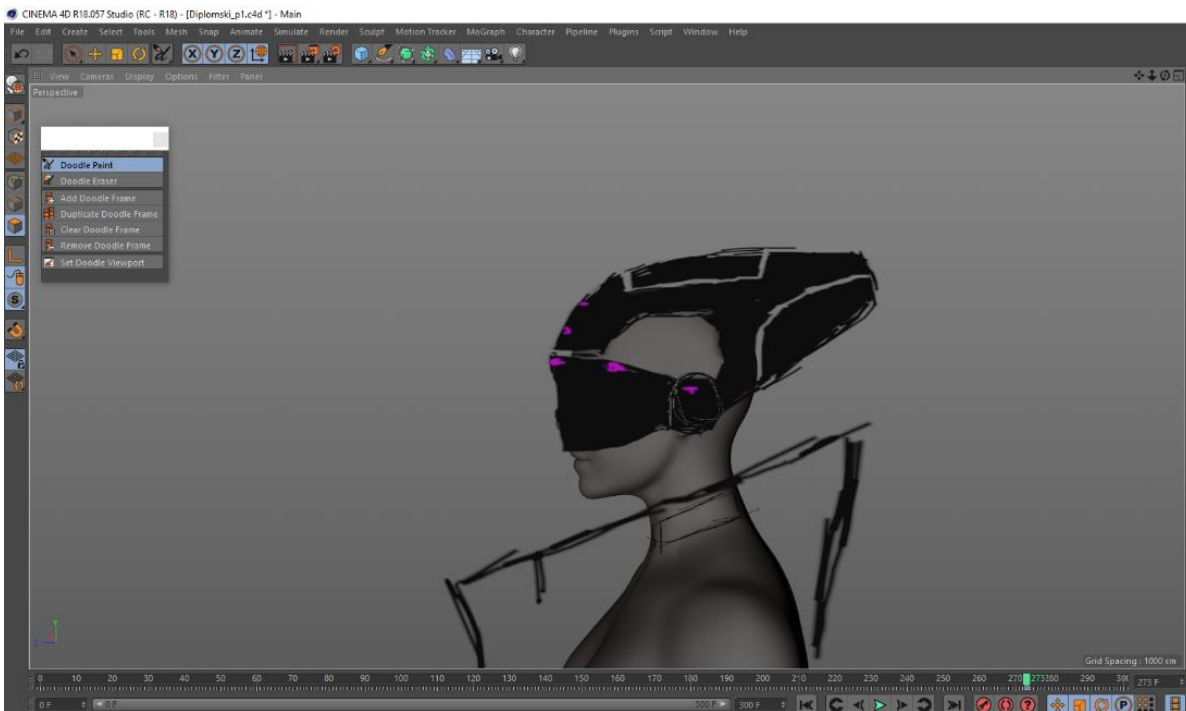 CINEMA 4D R18.057 Studio (RC - R18) - [Diplomski_p1.c4d *] - Main
File Edit Create Select Tools Mesh Snap Animate Simulate Render Sculpt Motion Tracker MoGraph Character Pipeline Plugins Script Window Help
X Y Z
View Cameras Display Options Filter Panel
Perspective
Doodle Paint
Doodle Eraser
Add Doodle Frame
Duplicate Doodle Frame
Clear Doodle Frame
Remove Doodle Frame
Set Doodle Viewport
S
Y
Z
Grid Spacing : 1000 cm
0 10 20 30 40 50 60 70 80 90 100 110 120 130 140 150 160 170 180 190 200 210 220 230 240 250 260 270 273280 290 300 273 F
0 F 0 F 300 F 300 F ? P